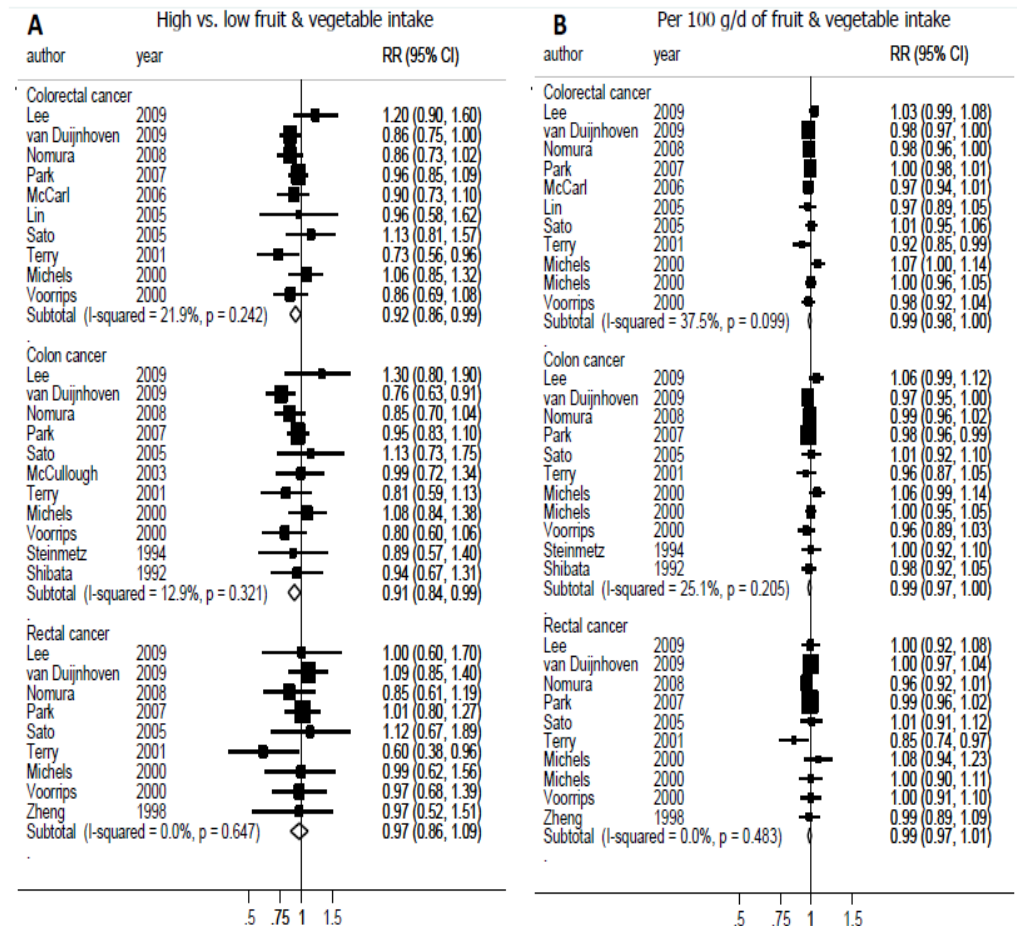 A High vs. low fruit & vegetable intake
author year RR (95% CI)
Colorectal cancer
Lee 2009 1.20 (0.90, 1.60)
van Duijnhoven 2009 0.86 (0.75, 1.00)
Nomura 2008 0.86 (0.73, 1.02)
Park 2007 0.96 (0.85, 1.09)
McCarl 2006 0.90 (0.73, 1.10)
Lin 2005 0.96 (0.58, 1.62)
Sato 2005 1.13 (0.81, 1.57)
Terry 2001 0.73 (0.56, 0.96)
Michels 2000 1.06 (0.85, 1.32)
Voorrips 2000 0.86 (0.69, 1.08)
Subtotal (I-squared = 21.9%, p = 0.242) 0.92 (0.86, 0.99)
.
Colon cancer
Lee 2009 1.30 (0.80, 1.90)
van Duijnhoven 2009 0.76 (0.63, 0.91)
Nomura 2008 0.85 (0.70, 1.04)
Park 2007 0.95 (0.83, 1.10)
Sato 2005 1.13 (0.73, 1.75)
McCullough 2003 0.99 (0.72, 1.34)
Terry 2001 0.81 (0.59, 1.13)
Michels 2000 1.08 (0.84, 1.38)
Voorrips 2000 0.80 (0.60, 1.06)
Steinmetz 1994 0.89 (0.57, 1.40)
Shibata 1992 0.94 (0.67, 1.31)
Subtotal (I-squared = 12.9%, p = 0.321) 0.91 (0.84, 0.99)
.
Rectal cancer
Lee 2009 1.00 (0.60, 1.70)
van Duijnhoven 2009 1.09 (0.85, 1.40)
Nomura 2008 0.85 (0.61, 1.19)
Park 2007 1.01 (0.80, 1.27)
Sato 2005 1.12 (0.67, 1.89)
Terry 2001 0.60 (0.38, 0.96)
Michels 2000 0.99 (0.62, 1.56)
Voorrips 2000 0.97 (0.68, 1.39)
Zheng 1998 0.97 (0.52, 1.51)
Subtotal (I-squared = 0.0%, p = 0.647) 0.97 (0.86, 1.09)
.
.5 .75 1 1.5
B Per 100 g/d of fruit & vegetable intake
author year RR (95% CI)
Colorectal cancer
Lee 2009 1.03 (0.99, 1.08)
van Duijnhoven 2009 0.98 (0.97, 1.00)
Nomura 2008 0.98 (0.96, 1.00)
Park 2007 1.00 (0.98, 1.01)
McCarl 2006 0.97 (0.94, 1.01)
Lin 2005 0.97 (0.89, 1.05)
Sato 2005 1.01 (0.95, 1.06)
Terry 2001 0.92 (0.85, 0.99)
Michels 2000 1.07 (1.00, 1.14)
Michels 2000 1.00 (0.96, 1.05)
Voorrips 2000 0.98 (0.92, 1.04)
Subtotal (I-squared = 37.5%, p = 0.099) 0.99 (0.98, 1.00)
.
Colon cancer
Lee 2009 1.06 (0.99, 1.12)
van Duijnhoven 2009 0.97 (0.95, 1.00)
Nomura 2008 0.99 (0.96, 1.02)
Park 2007 0.98 (0.96, 0.99)
Sato 2005 1.01 (0.92, 1.10)
Terry 2001 0.96 (0.87, 1.05)
Michels 2000 1.06 (0.99, 1.14)
Michels 2000 1.00 (0.95, 1.05)
Voorrips 2000 0.96 (0.89, 1.03)
Steinmetz 1994 1.00 (0.92, 1.10)
Shibata 1992 0.98 (0.92, 1.05)
Subtotal (I-squared = 25.1%, p = 0.205) 0.99 (0.97, 1.00)
.
Rectal cancer
Lee 2009 1.00 (0.92, 1.08)
van Duijnhoven 2009 1.00 (0.97, 1.04)
Nomura 2008 0.96 (0.92, 1.01)
Park 2007 0.99 (0.96, 1.02)
Sato 2005 1.01 (0.91, 1.12)
Terry 2001 0.85 (0.74, 0.97)
Michels 2000 1.08 (0.94, 1.23)
Michels 2000 1.00 (0.90, 1.11)
Voorrips 2000 1.00 (0.91, 1.10)
Zheng 1998 0.99 (0.89, 1.09)
Subtotal (I-squared = 0.0%, p = 0.483) 0.99 (0.97, 1.01)
.
.5 .75 1 1.5